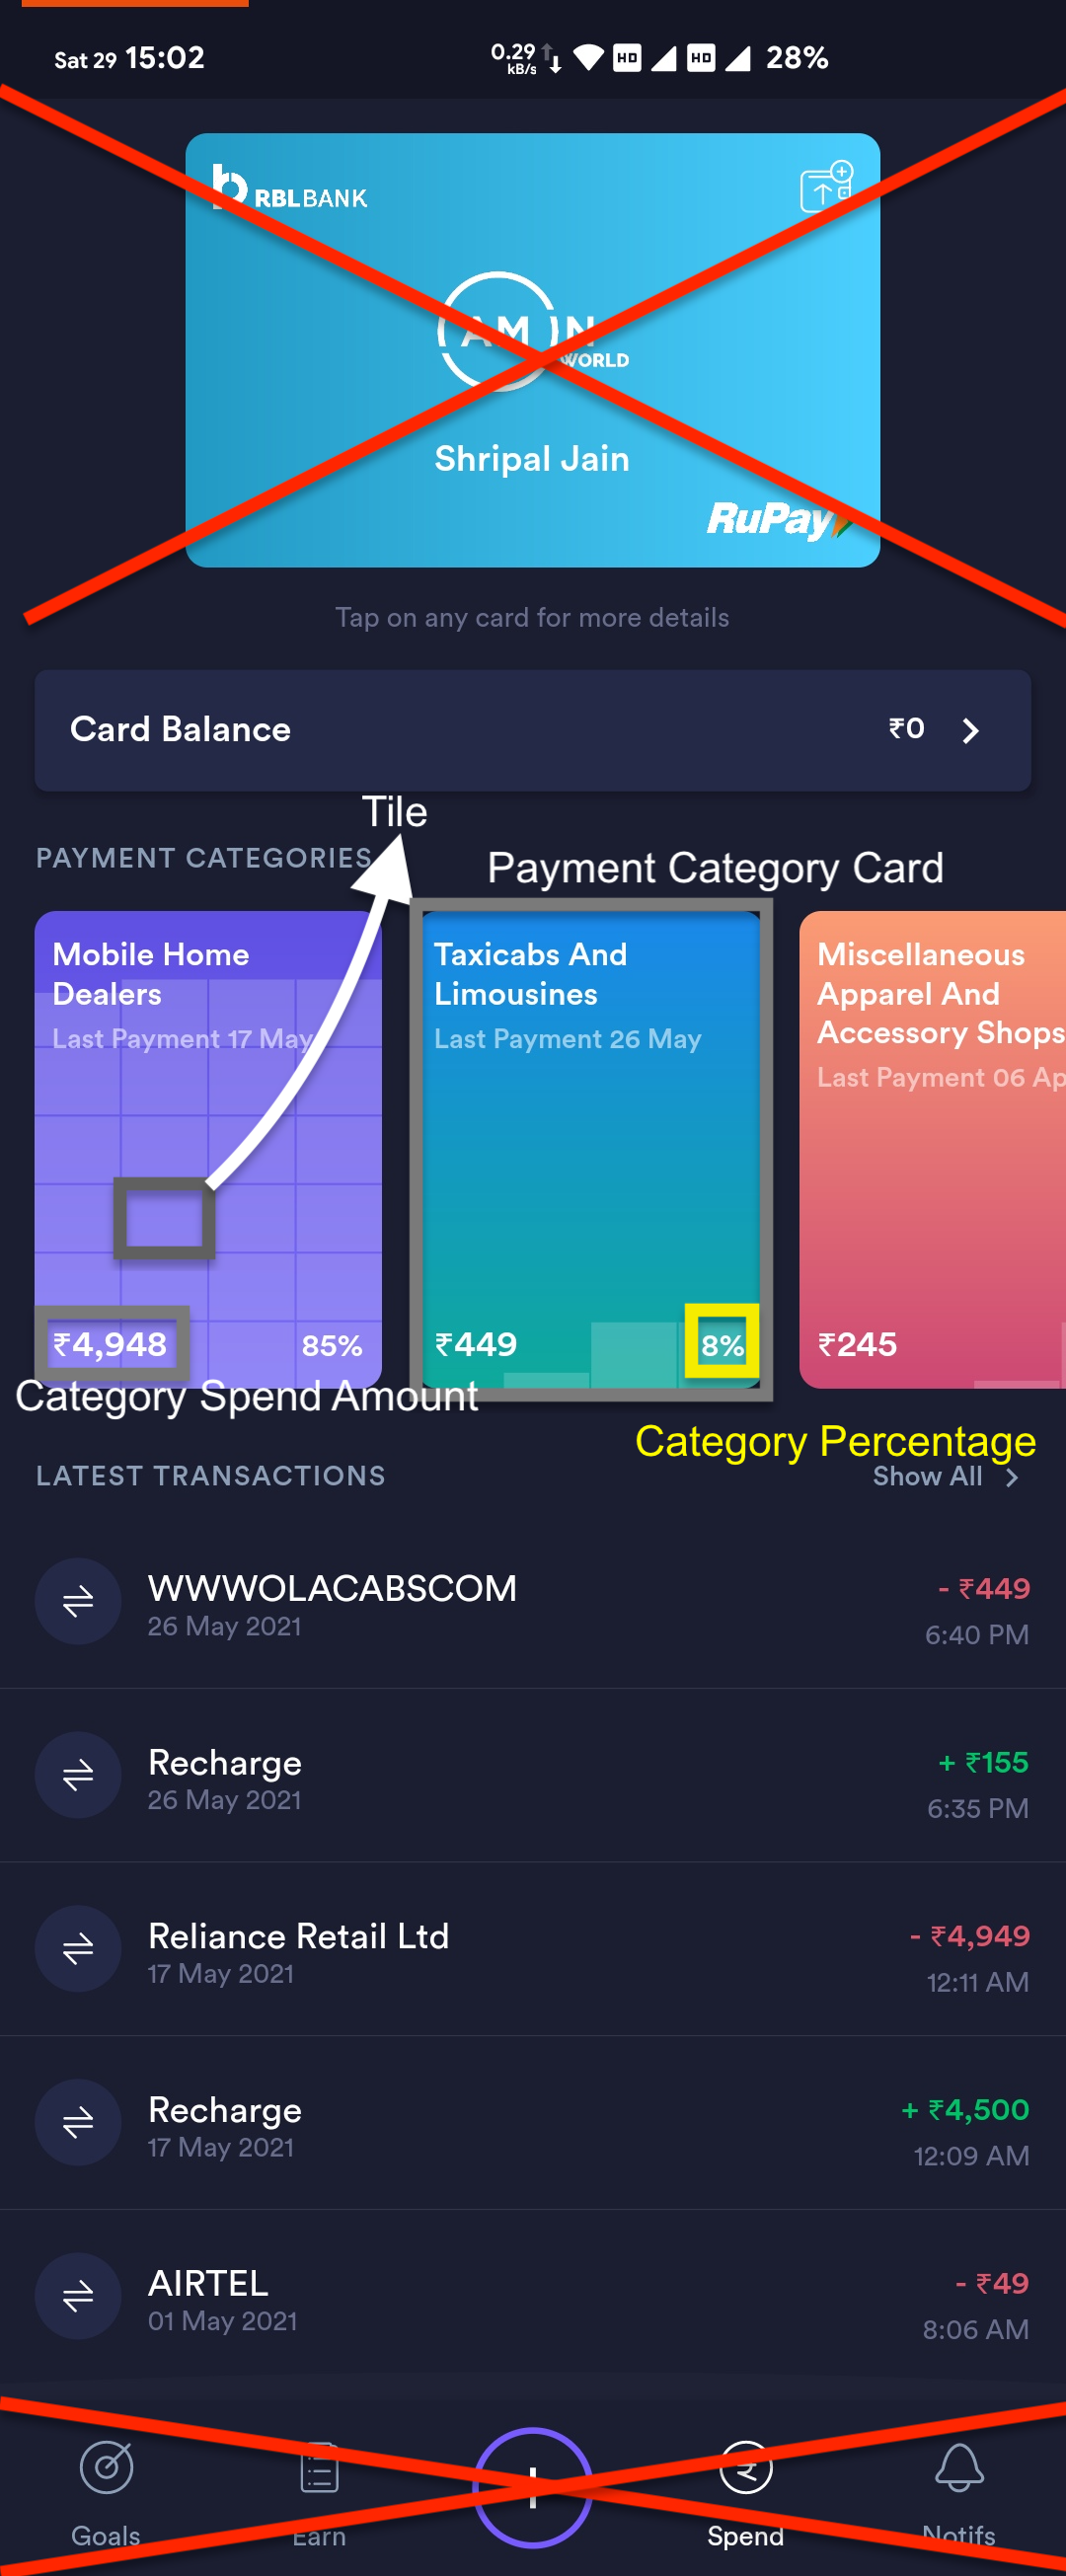 Sat 29 15:02
0.29 kB/s HD HD 28%
b RBLBANK
AM N
WORLD
Shripal Jain
RuPay
Tap on any card for more details
Card Balance ₹0
Tile
PAYMENT CATEGORIES
Payment Category Card
Mobile Home
Dealers
Last Payment 17 May
₹4,948 85%
Taxicabs And
Limousines
Last Payment 26 May
₹449 8%
Miscellaneous
Apparel And
Accessory Shops
Last Payment 06 Ap
₹245
Category Spend Amount
Category Percentage
LATEST TRANSACTIONS
Show All
WWWOLACABSCOM - ₹449
26 May 2021 6:40 PM
Recharge + ₹155
26 May 2021 6:35 PM
Reliance Retail Ltd - ₹4,949
17 May 2021 12:11 AM
Recharge + ₹4,500
17 May 2021 12:09 AM
AIRTEL - ₹49
01 May 2021 8:06 AM
Goals Earn Spend Notifs